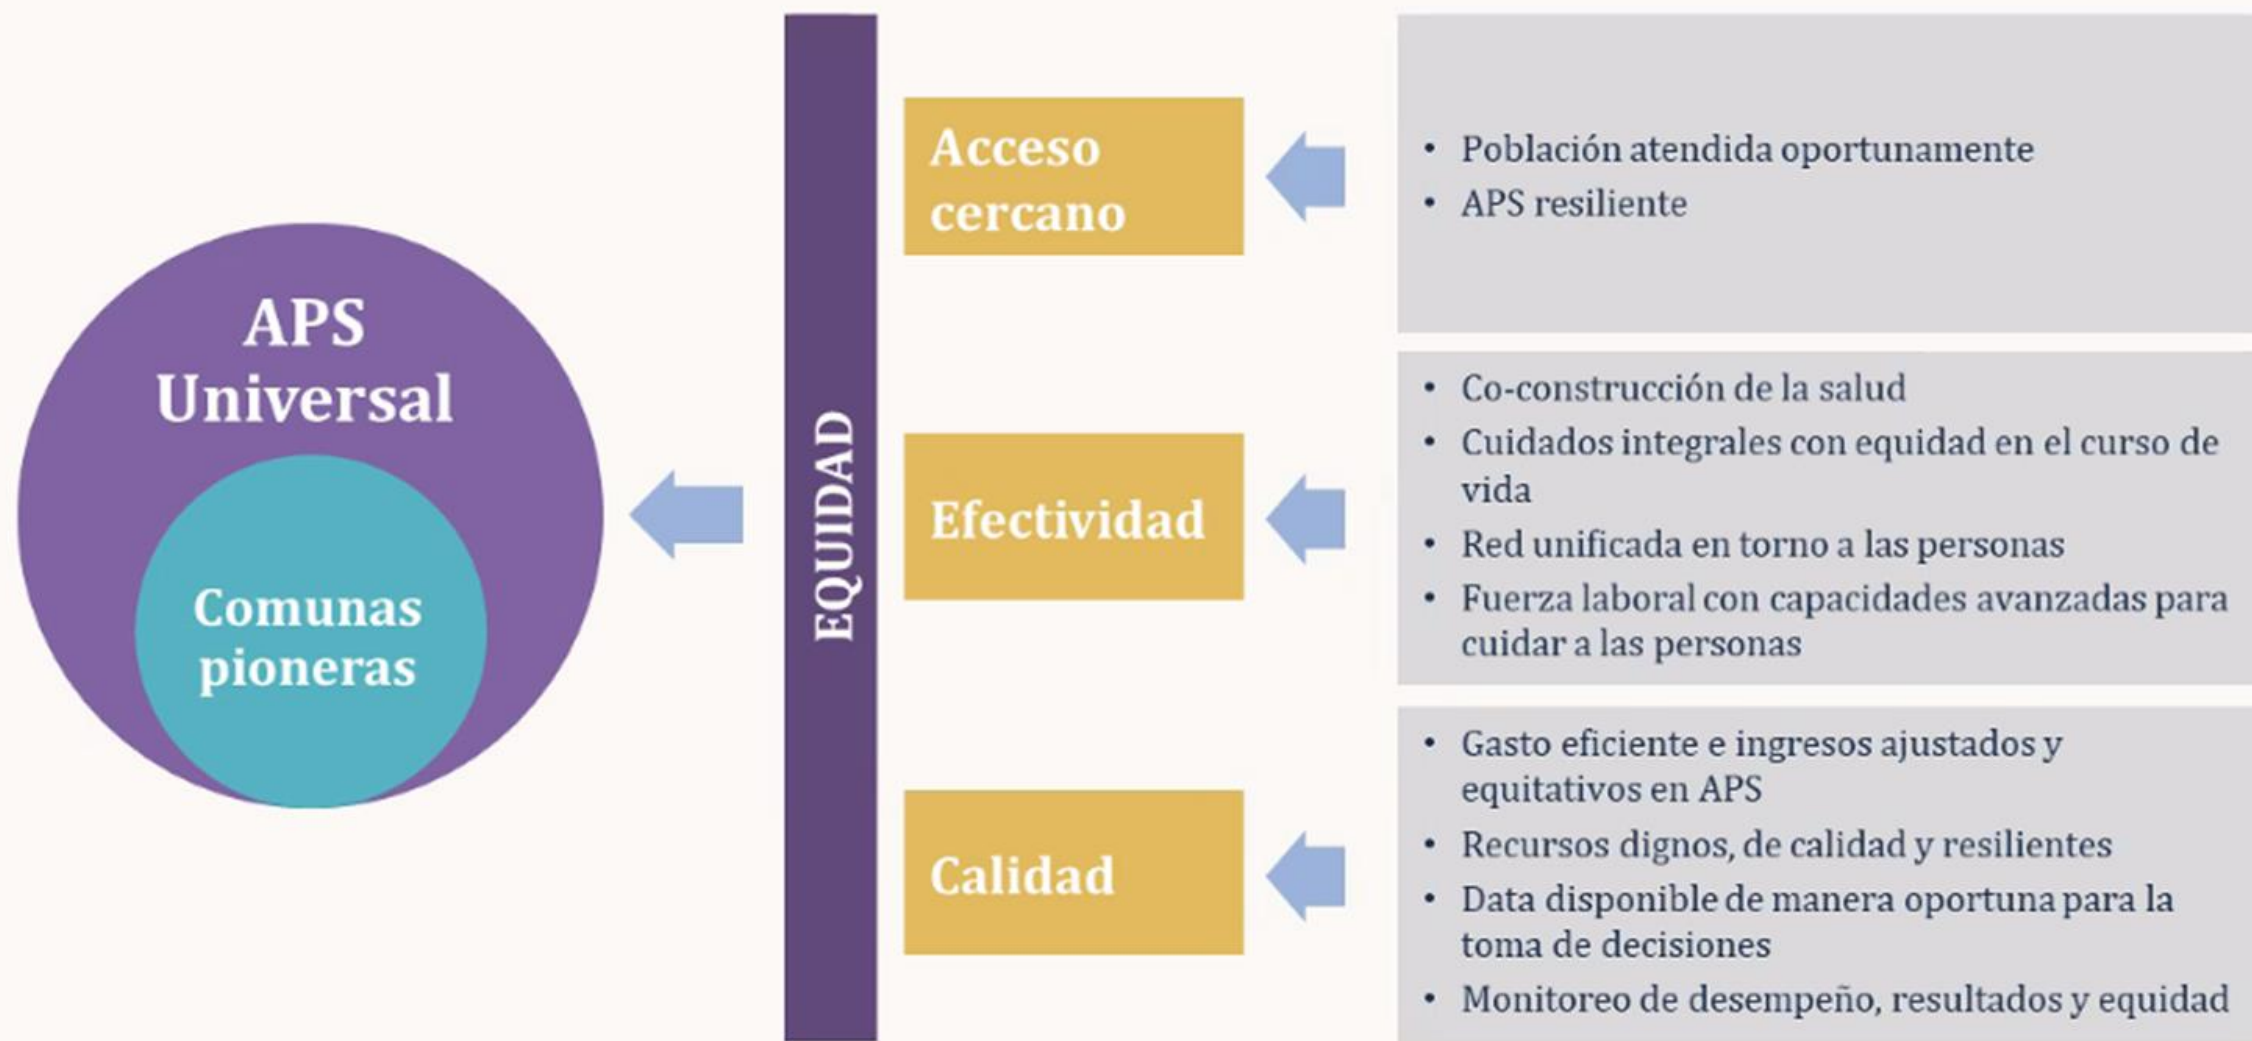 APS
Universal
Comunas
pioneras
EQUIDAD
Acceso
cercano
• Población atendida oportunamente
• APS resiliente
Efectividad
• Co-construcción de la salud
• Cuidados integrales con equidad en el curso de
vida
• Red unificada en torno a las personas
• Fuerza laboral con capacidades avanzadas para
cuidar a las personas
Calidad
• Gasto eficiente e ingresos ajustados y
equitativos en APS
• Recursos dignos, de calidad y resilientes
• Data disponible de manera oportuna para la
toma de decisiones
• Monitoreo de desempeño, resultados y equidad